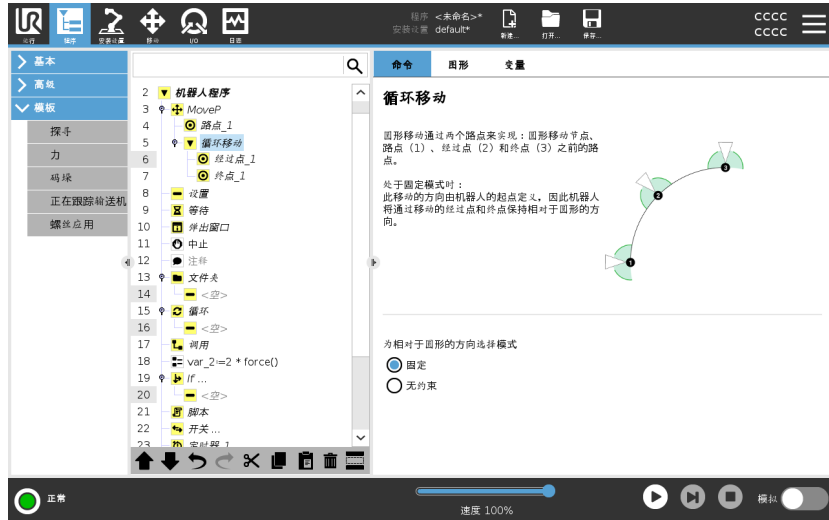 程序 <未命名>*
安装设置 default*
CCCC
CCCC
运行 程序 安装设置 移动 I/O 日志
新建... 打开... 保存...
基本
高级
模板
探寻
力
码垛
正在跟踪输送机
螺丝应用
2 机器人程序
3 MoveP
4 路点_1
5 循环移动
6 经过点_1
7 终点_1
8 设置
9 等待
10 弹出窗口
11 中止
12 注释
13 文件夹
14 <空>
15 循环
16 <空>
17 调用
18 var_2≔2 * force()
19 If ...
20 <空>
21 脚本
22 开关 ...
23 定时器_1
命令 图形 变量
循环移动
圆形移动通过两个路点来实现：圆形移动节点、
路点（1）、经过点（2）和终点（3）之前的路
点。
处于固定模式时：
此移动的方向由机器人的起点定义，因此机器人
将通过移动的经过点和终点保持相对于圆形的方
向。
1
2
3
为相对于圆形的方向选择模式
固定
无约束
正常
速度 100%
模拟